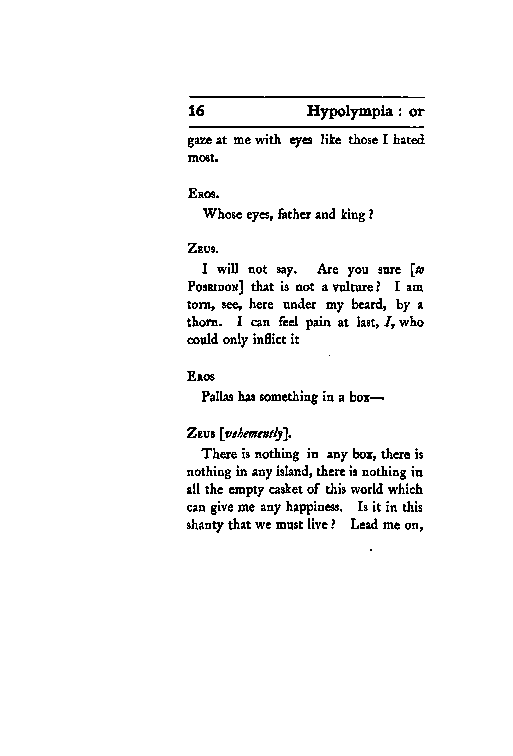 16 Hypolympia : or
gaze at me with eyes like those I hated
most.
Eros.
Whose eyes, father and king ?
Zeus.
I will not say. Are you sure [to
Poseidon] that is not a vulture ? I am
torn, see, here under my beard, by a
thorn. I can feel pain at last, I, who
could only inflict it
Eros
Pallas has something in a box—
Zeus [vehemently].
There is nothing in any box, there is
nothing in any island, there is nothing in
all the empty casket of this world which
can give me any happiness. Is it in this
shanty that we must live ? Lead me on,